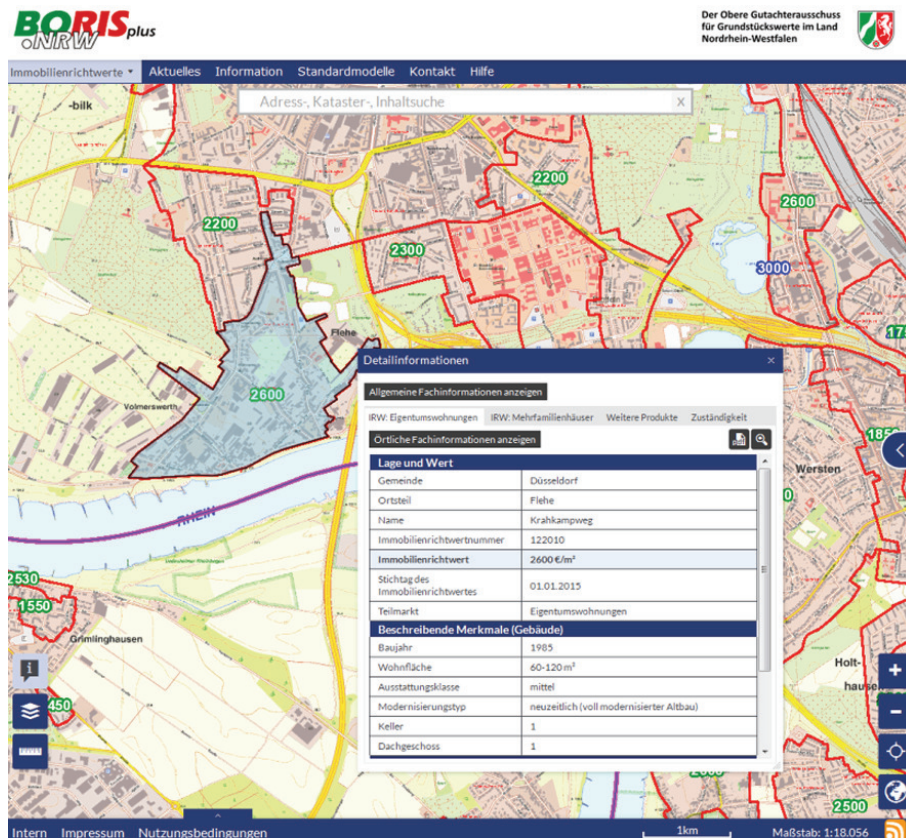 BORIS plus
.NRW
Der Obere Gutachterausschuss
für Grundstückswerte im Land
Nordrhein-Westfalen
Immobilienrichtwerte Aktuelles Information Standardmodelle Kontakt Hilfe
-bilk
Adress-, Kataster-, Inhaltsuche X
2200
2600
2200
2300
3000
Flehe
2600
Volmerswerth
RHEIN
Detailinformationen ×
Allgemeine Fachinformationen anzeigen
IRW: Eigentumswohnungen IRW: Mehrfamilienhäuser Weitere Produkte Zuständigkeit
Örtliche Fachinformationen anzeigen
Lage und Wert
Gemeinde Düsseldorf
Ortsteil Flehe
Name Krahkampweg
Immobilienrichtwertnummer 122010
Immobilienrichtwert 2600 €/m²
Stichtag des
Immobilienrichtwertes 01.01.2015
Teilmarkt Eigentumswohnungen
Beschreibende Merkmale (Gebäude)
Baujahr 1985
Wohnfläche 60-120 m²
Ausstattungsklasse mittel
Modernisierungstyp neuzeitlich (voll modernisierter Altbau)
Keller 1
Dachgeschoss 1
1850
Wersten
2530
1550
Grimlinghausen
450
Holt-
hausen
2500
Intern Impressum Nutzungsbedingungen
1km
Maßstab: 1:18.056